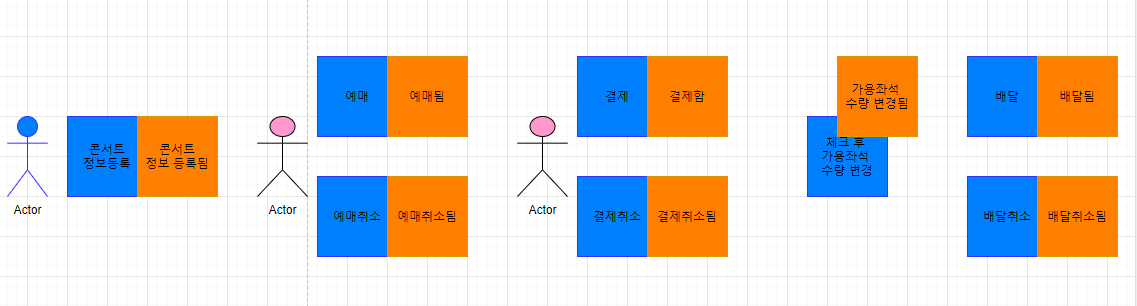 Actor
콘서트
정보등록
콘서트
정보 등록됨
Actor
예매
예매됨
예매취소
예매취소됨
Actor
결제
결제함
결제취소
결제취소됨
가용좌석
수량 변경됨
체크 후
가용좌석
수량 변경
배달
배달됨
배달취소
배달취소됨